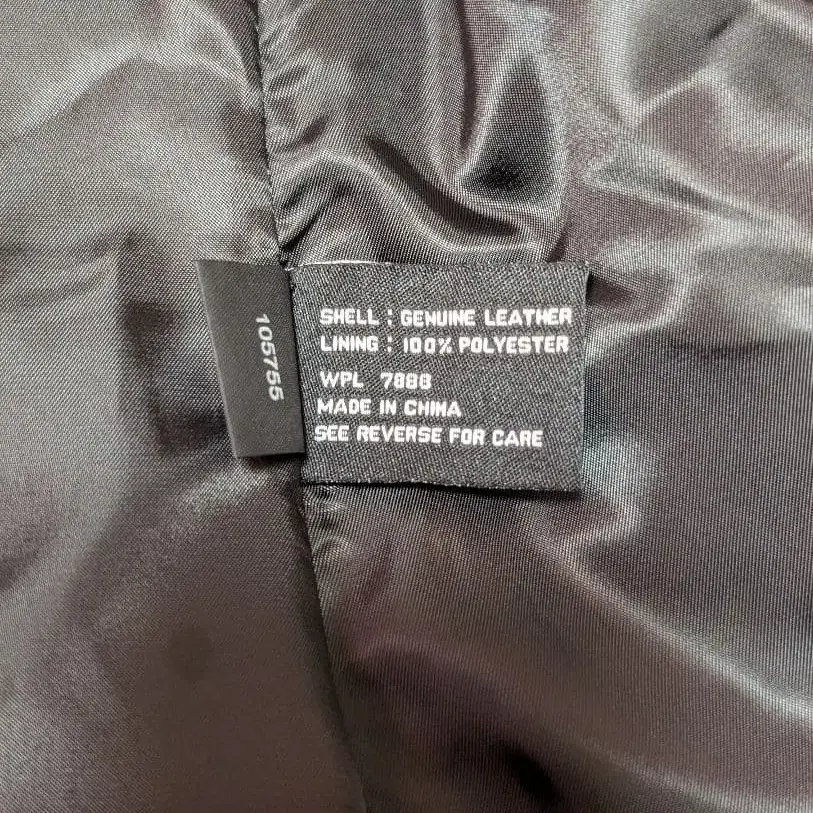 105755
SHELL : GENUINE LEATHER
LINING : 100% POLYESTER
WPL 7888
MADE IN CHINA
SEE REVERSE FOR CARE